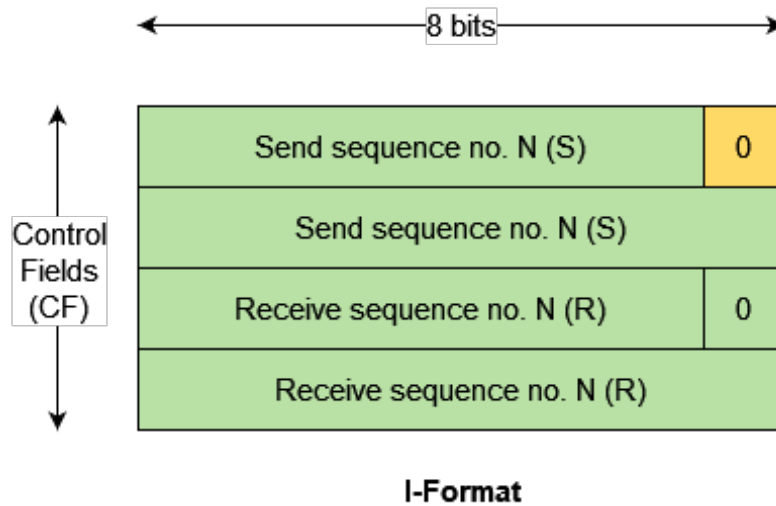 8 bits
Send sequence no. N (S) 0
Send sequence no. N (S)
Control
Fields
(CF)
Receive sequence no. N (R) 0
Receive sequence no. N (R)
I-Format